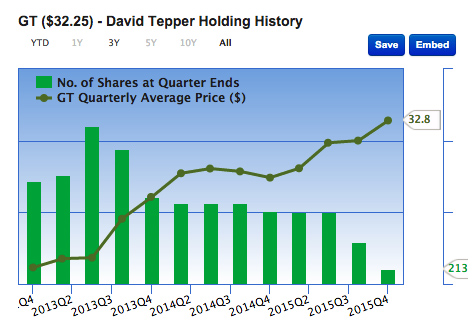 GT ($32.25) - David Tepper Holding History
YTD 1Y 3Y 5Y 10Y All
Save Embed
No. of Shares at Quarter Ends
GT Quarterly Average Price ($)
32.8
213
..Q4 2013Q2 2013Q3 2013Q4 2014Q2 2014Q3 2014Q4 2015Q2 2015Q3 2015Q4